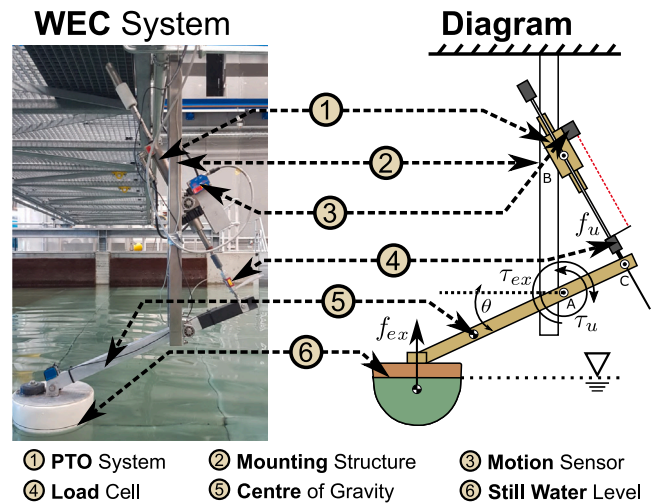 WEC System
Diagram
1
2
3
4
5
6
B
f_u
C
τ_ex
A
θ
τ_u
f_ex
1 PTO System
2 Mounting Structure
3 Motion Sensor
4 Load Cell
5 Centre of Gravity
6 Still Water Level